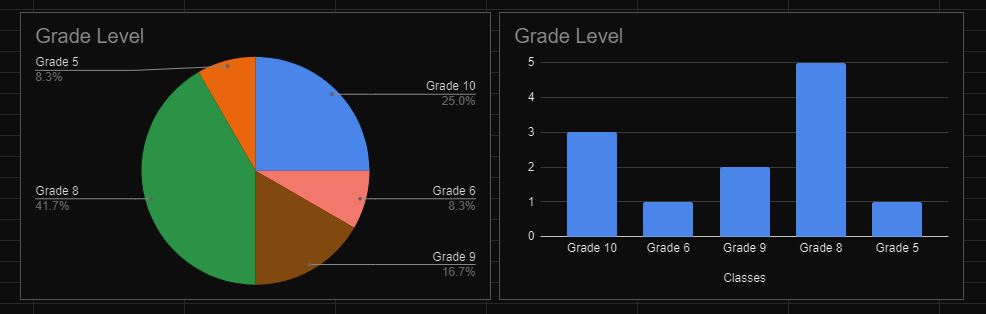 Grade Level
Grade 5
8.3%
Grade 10
25.0%
Grade 8
41.7%
Grade 6
8.3%
Grade 9
16.7%
Grade Level
5
4
3
2
1
0
Grade 10 Grade 6 Grade 9 Grade 8 Grade 5
Classes